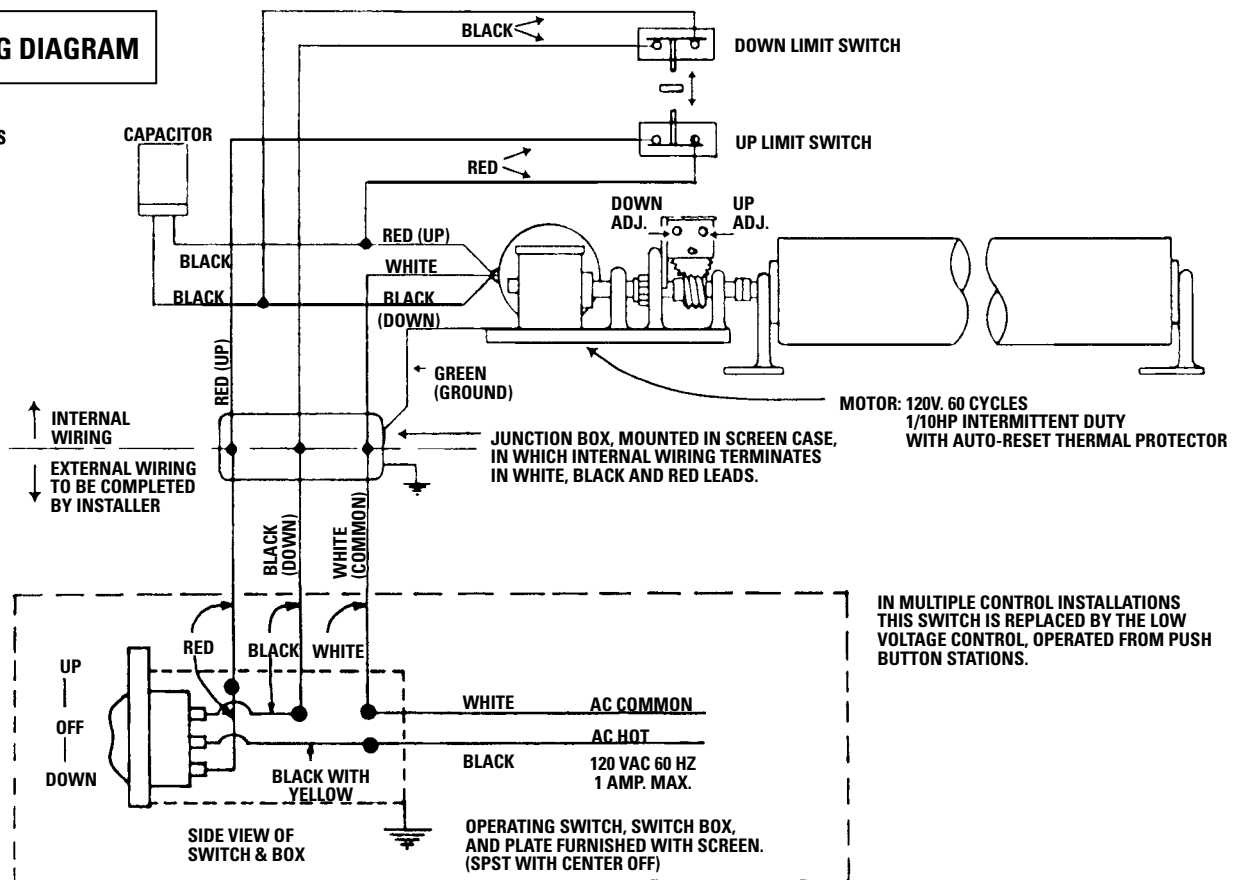 G DIAGRAM
S
CAPACITOR
BLACK
DOWN LIMIT SWITCH
UP LIMIT SWITCH
RED
DOWN
ADJ.
UP
ADJ.
RED (UP)
BLACK
WHITE
BLACK
BLACK
(DOWN)
GREEN
(GROUND)
RED (UP)
MOTOR: 120V. 60 CYCLES
1/10HP INTERMITTENT DUTY
WITH AUTO-RESET THERMAL PROTECTOR
INTERNAL
WIRING
EXTERNAL WIRING
TO BE COMPLETED
BY INSTALLER
JUNCTION BOX, MOUNTED IN SCREEN CASE,
IN WHICH INTERNAL WIRING TERMINATES
IN WHITE, BLACK AND RED LEADS.
BLACK
(DOWN)
WHITE
(COMMON)
IN MULTIPLE CONTROL INSTALLATIONS
THIS SWITCH IS REPLACED BY THE LOW
VOLTAGE CONTROL, OPERATED FROM PUSH
BUTTON STATIONS.
RED
BLACK
WHITE
UP
OFF
DOWN
WHITE
AC COMMON
AC HOT
BLACK
120 VAC 60 HZ
1 AMP. MAX.
BLACK WITH
YELLOW
SIDE VIEW OF
SWITCH & BOX
OPERATING SWITCH, SWITCH BOX,
AND PLATE FURNISHED WITH SCREEN.
(SPST WITH CENTER OFF)